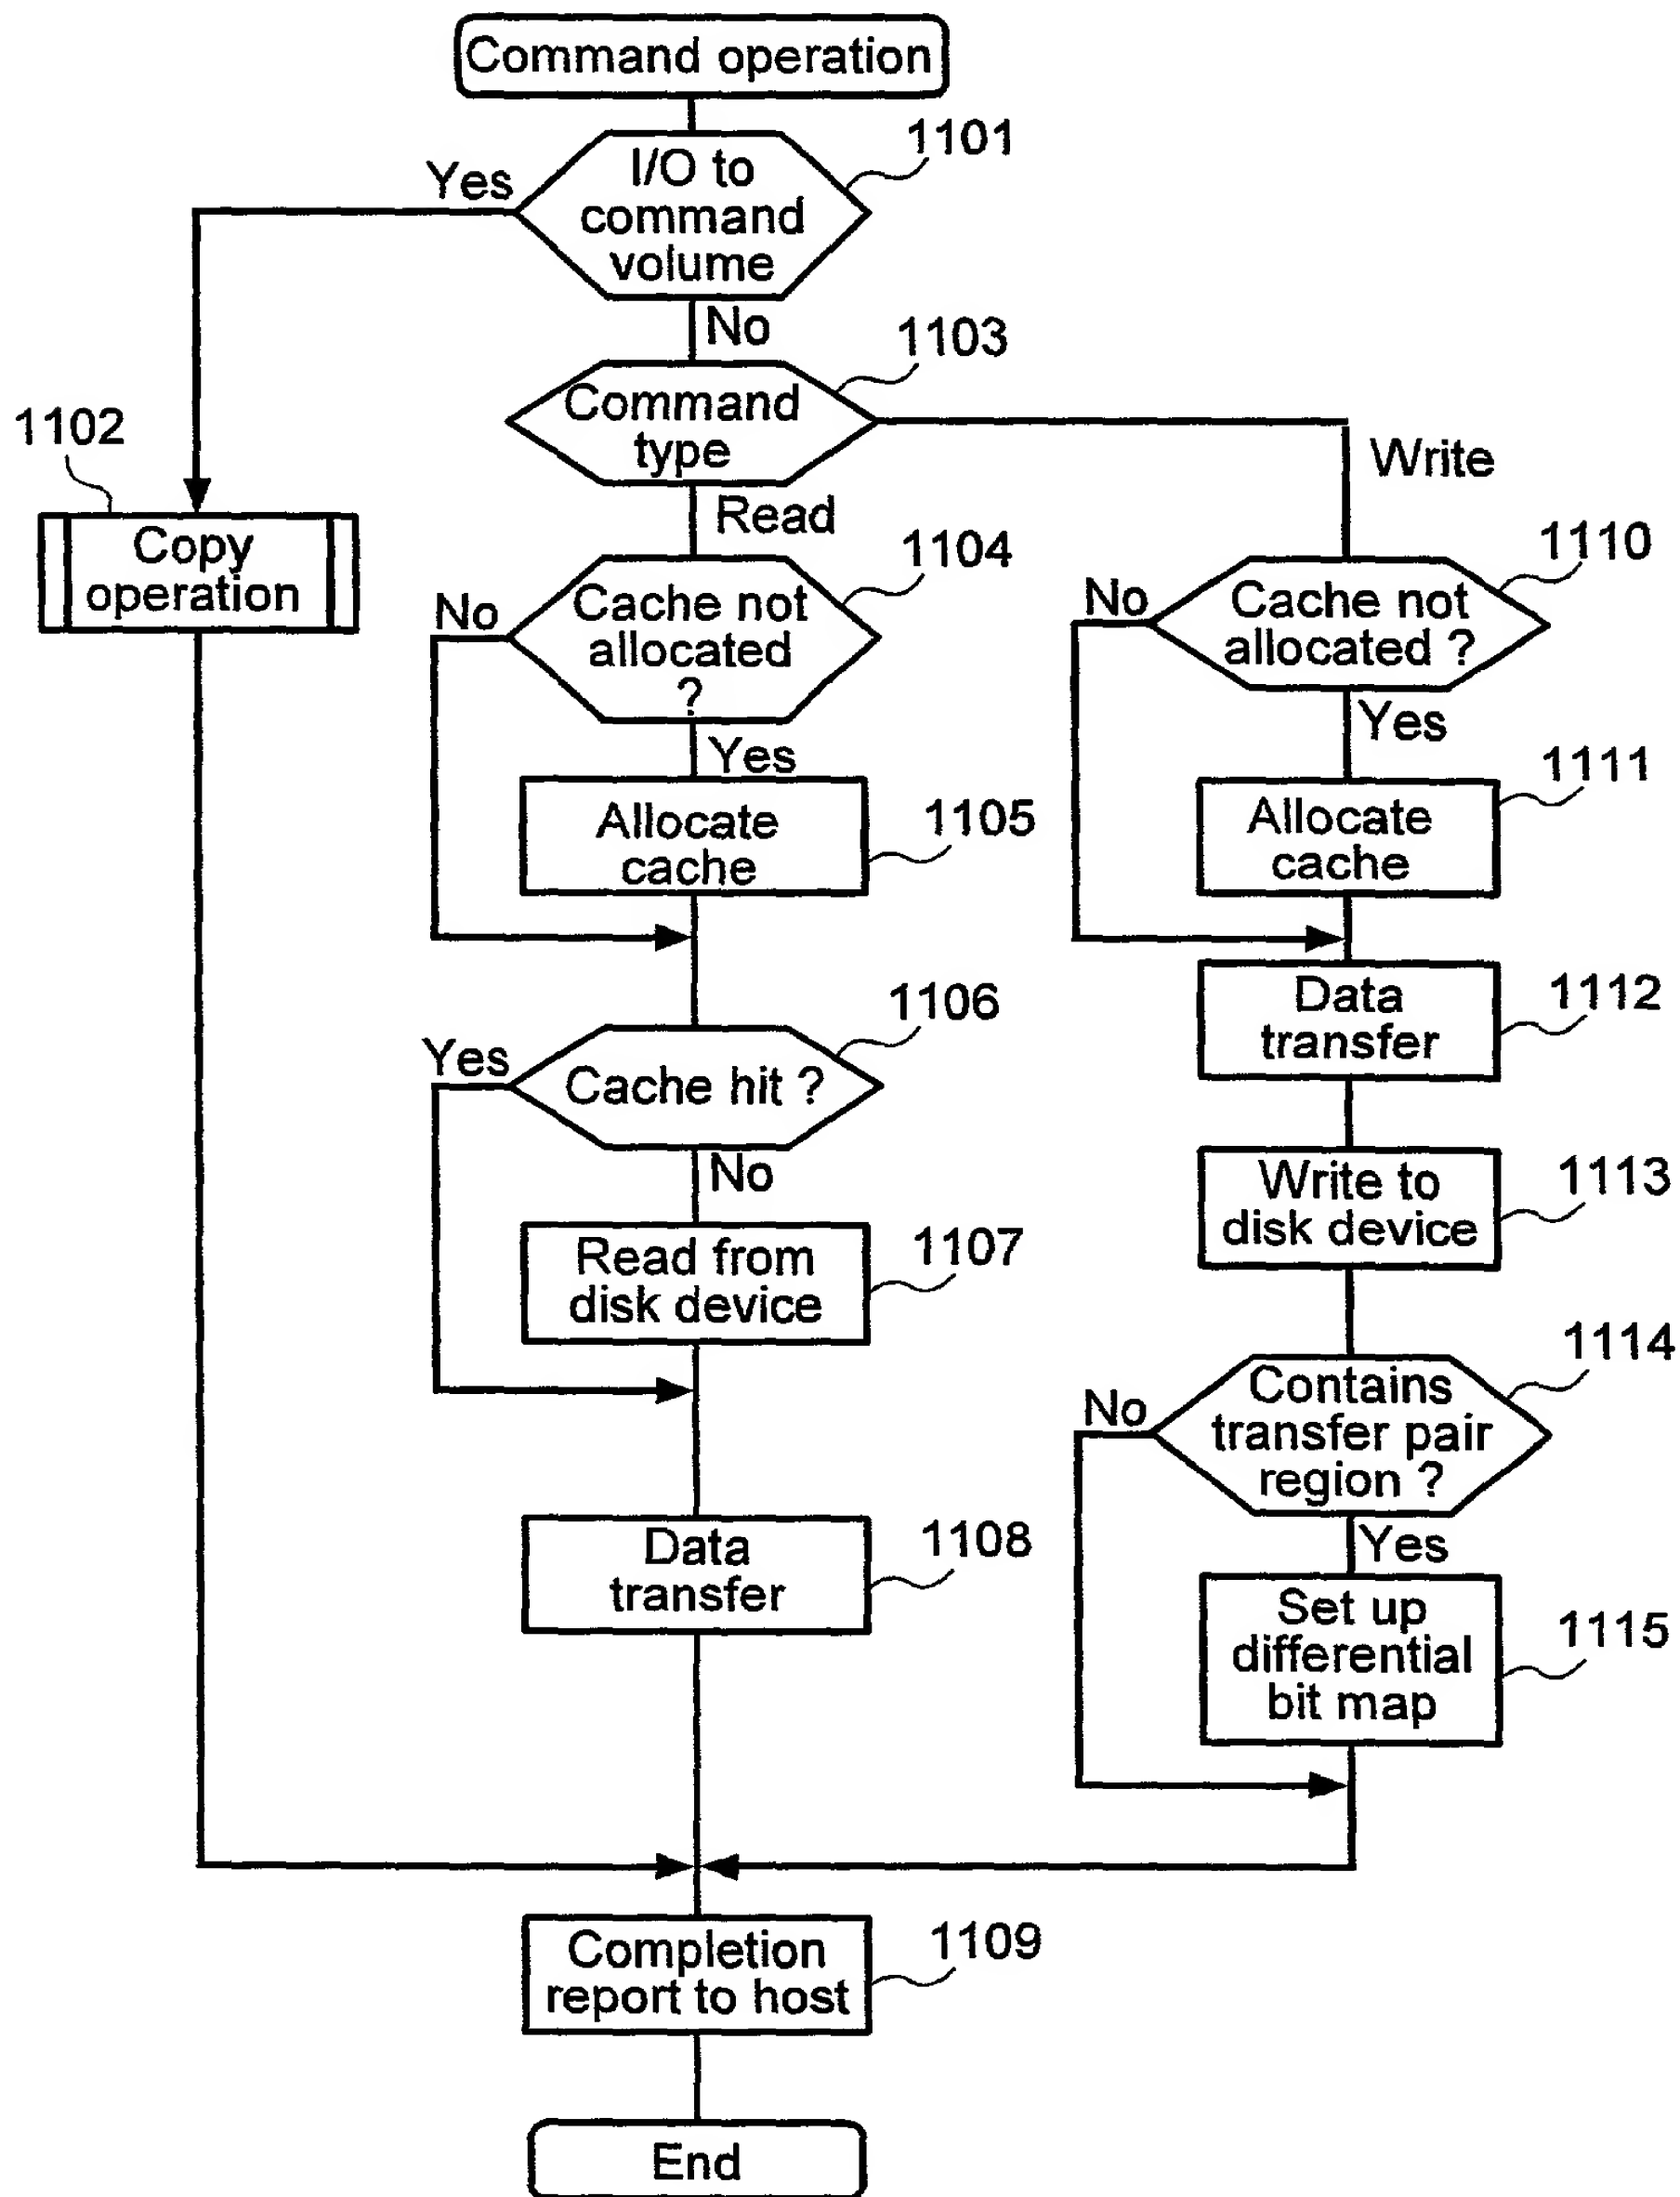 Command operation
1101
Yes
I/O to
command
volume
No
1103
Command
type
Write
1102
Copy
operation
Read
1104
No
Cache not
allocated
?
Yes
Allocate
cache
1105
1106
Yes
Cache hit ?
No
Read from
disk device
1107
Data
transfer
1108
1110
No
Cache not
allocated ?
Yes
1111
Allocate
cache
Data
transfer
1112
Write to
disk device
1113
1114
No
Contains
transfer pair
region ?
Yes
Set up
differential
bit map
1115
Completion
report to host
1109
End